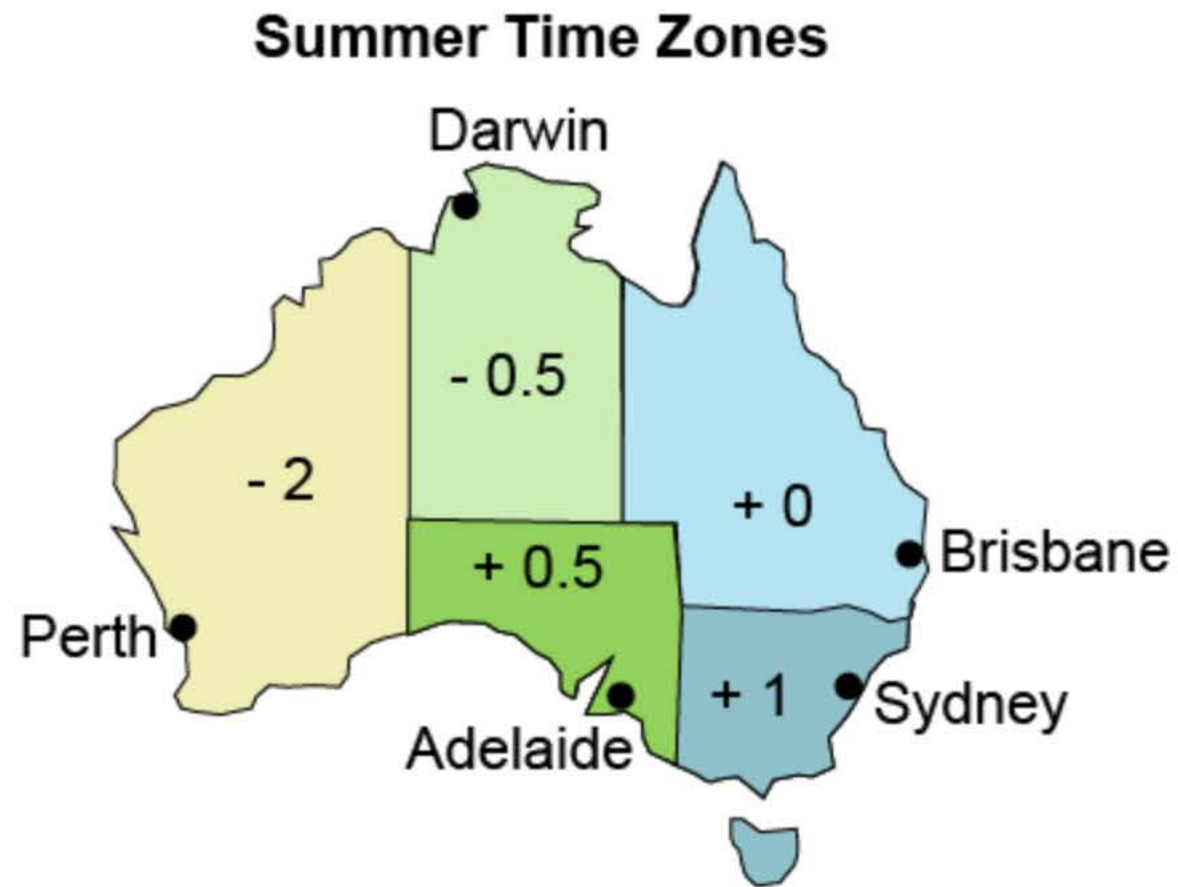 Summer Time Zones
Darwin
- 0.5
- 2
+ 0
Brisbane
+ 0.5
Perth
+ 1
Sydney
Adelaide